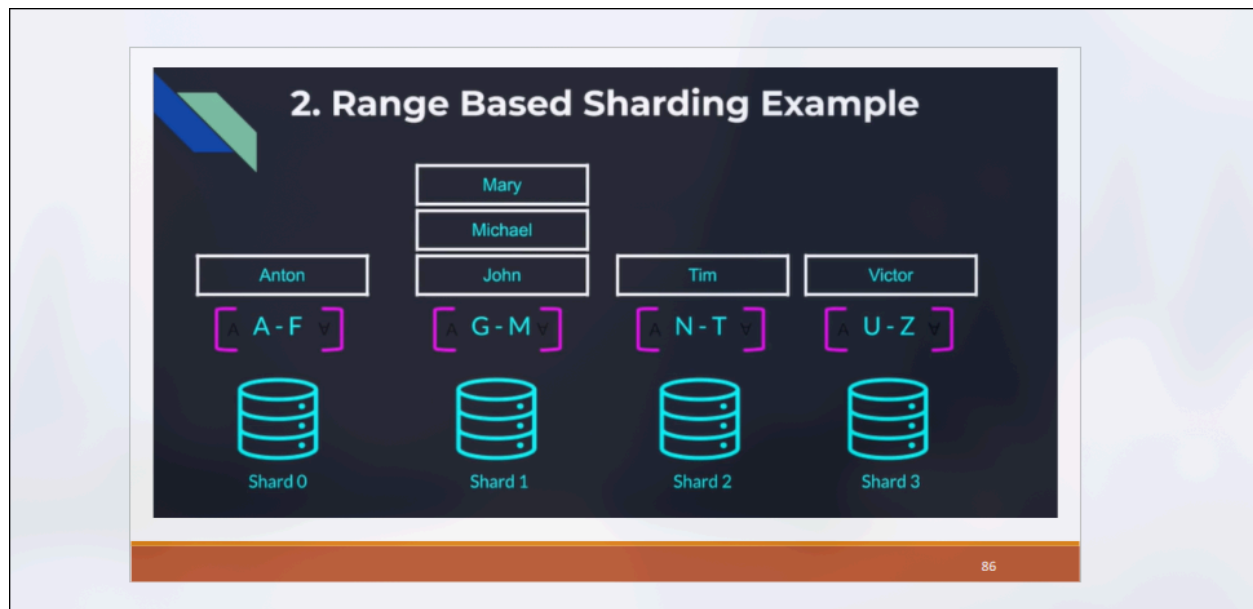 2. Range Based Sharding Example
Mary
Michael
Anton John Tim Victor
A A - F ∀ A G - M ∀ A N - T ∀ A U - Z ∀
Shard 0 Shard 1 Shard 2 Shard 3
86